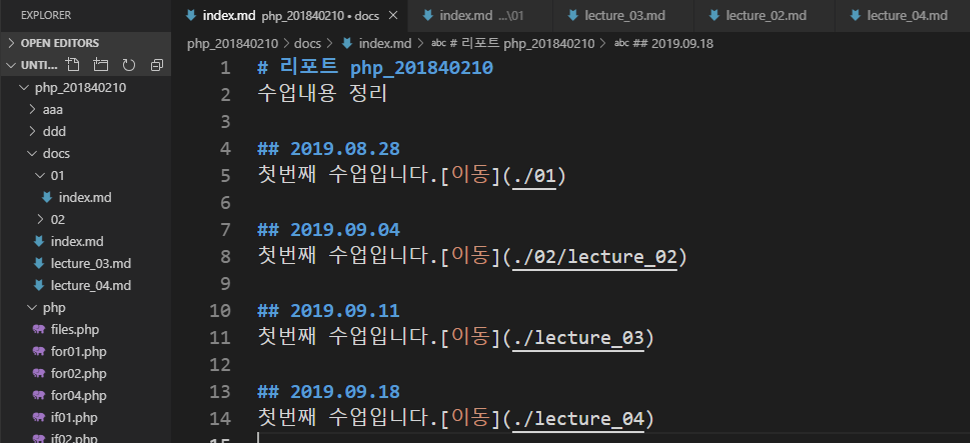 EXPLORER
OPEN EDITORS
UNTI...
php_201840210
aaa
ddd
docs
01
index.md
02
index.md
lecture_03.md
lecture_04.md
php
files.php
for01.php
for02.php
for04.php
if01.php
if02.php
index.md php_201840210 • docs
index.md ...\01
lecture_03.md
lecture_02.md
lecture_04.md
php_201840210 > docs > index.md > abc # 리포트 php_201840210 > abc ## 2019.09.18
1 # 리포트 php_201840210
2 수업내용 정리
3
4 ## 2019.08.28
5 첫번째 수업입니다.[이동](./01)
6
7 ## 2019.09.04
8 첫번째 수업입니다.[이동](./02/lecture_02)
9
10 ## 2019.09.11
11 첫번째 수업입니다.[이동](./lecture_03)
12
13 ## 2019.09.18
14 첫번째 수업입니다.[이동](./lecture_04)
15